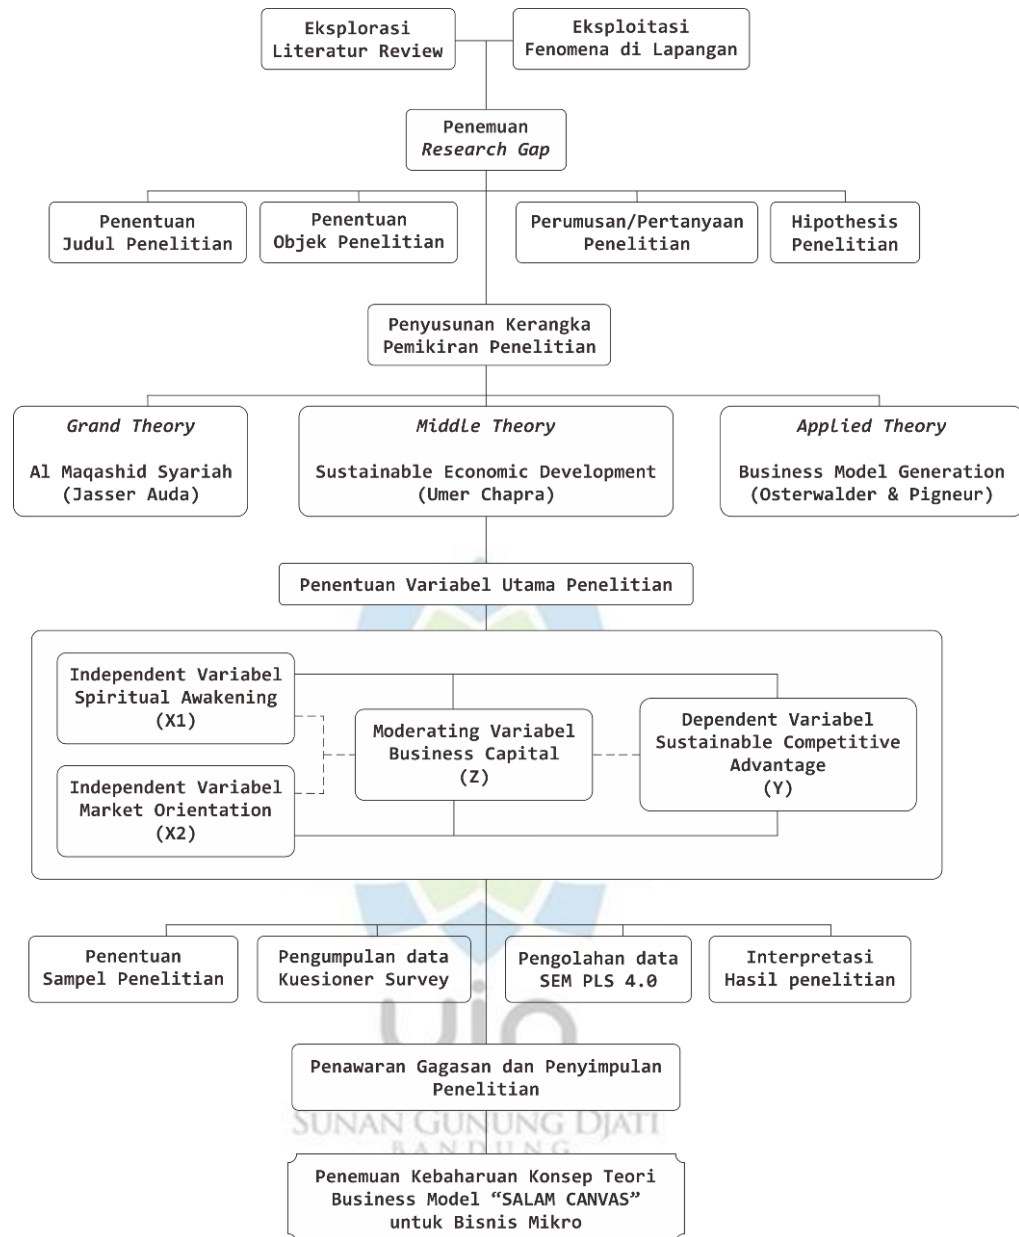 Eksplorasi
Literatur Review
Eksploitasi
Fenomena di Lapangan
Penemuan
Research Gap
Penentuan
Judul Penelitian
Penentuan
Objek Penelitian
Perumusan/Pertanyaan
Penelitian
Hipothesis
Penelitian
Penyusunan Kerangka
Pemikiran Penelitian
Grand Theory
Al Maqashid Syariah
(Jasser Auda)
Middle Theory
Sustainable Economic Development
(Umer Chapra)
Applied Theory
Business Model Generation
(Osterwalder & Pigneur)
Penentuan Variabel Utama Penelitian
Independent Variabel
Spiritual Awakening
(X1)
Independent Variabel
Market Orientation
(X2)
Moderating Variabel
Business Capital
(Z)
Dependent Variabel
Sustainable Competitive
Advantage
(Y)
Penentuan
Sampel Penelitian
Pengumpulan data
Kuesioner Survey
Pengolahan data
SEM PLS 4.0
Interpretasi
Hasil penelitian
uin
Penawaran Gagasan dan Penyimpulan
Penelitian
SUNAN GUNUNG DJATI
BANDUNG
Penemuan Kebaharuan Konsep Teori
Business Model “SALAM CANVAS”
untuk Bisnis Mikro